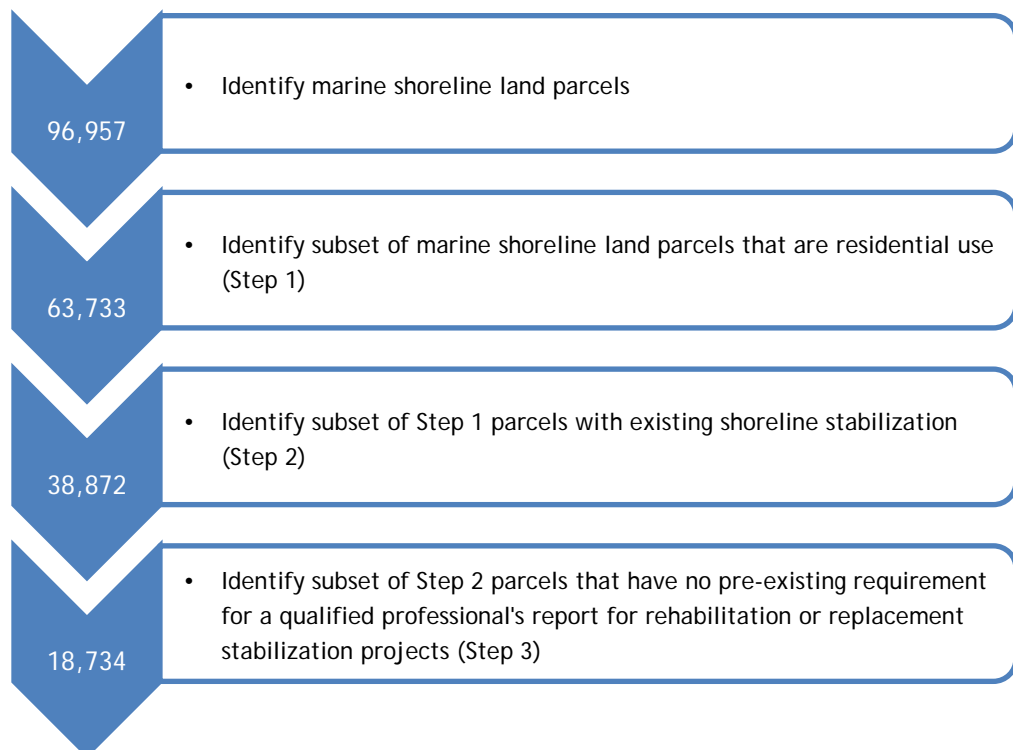 96,957
• Identify marine shoreline land parcels
63,733
• Identify subset of marine shoreline land parcels that are residential use
(Step 1)
38,872
• Identify subset of Step 1 parcels with existing shoreline stabilization
(Step 2)
18,734
• Identify subset of Step 2 parcels that have no pre-existing requirement
for a qualified professional's report for rehabilitation or replacement
stabilization projects (Step 3)